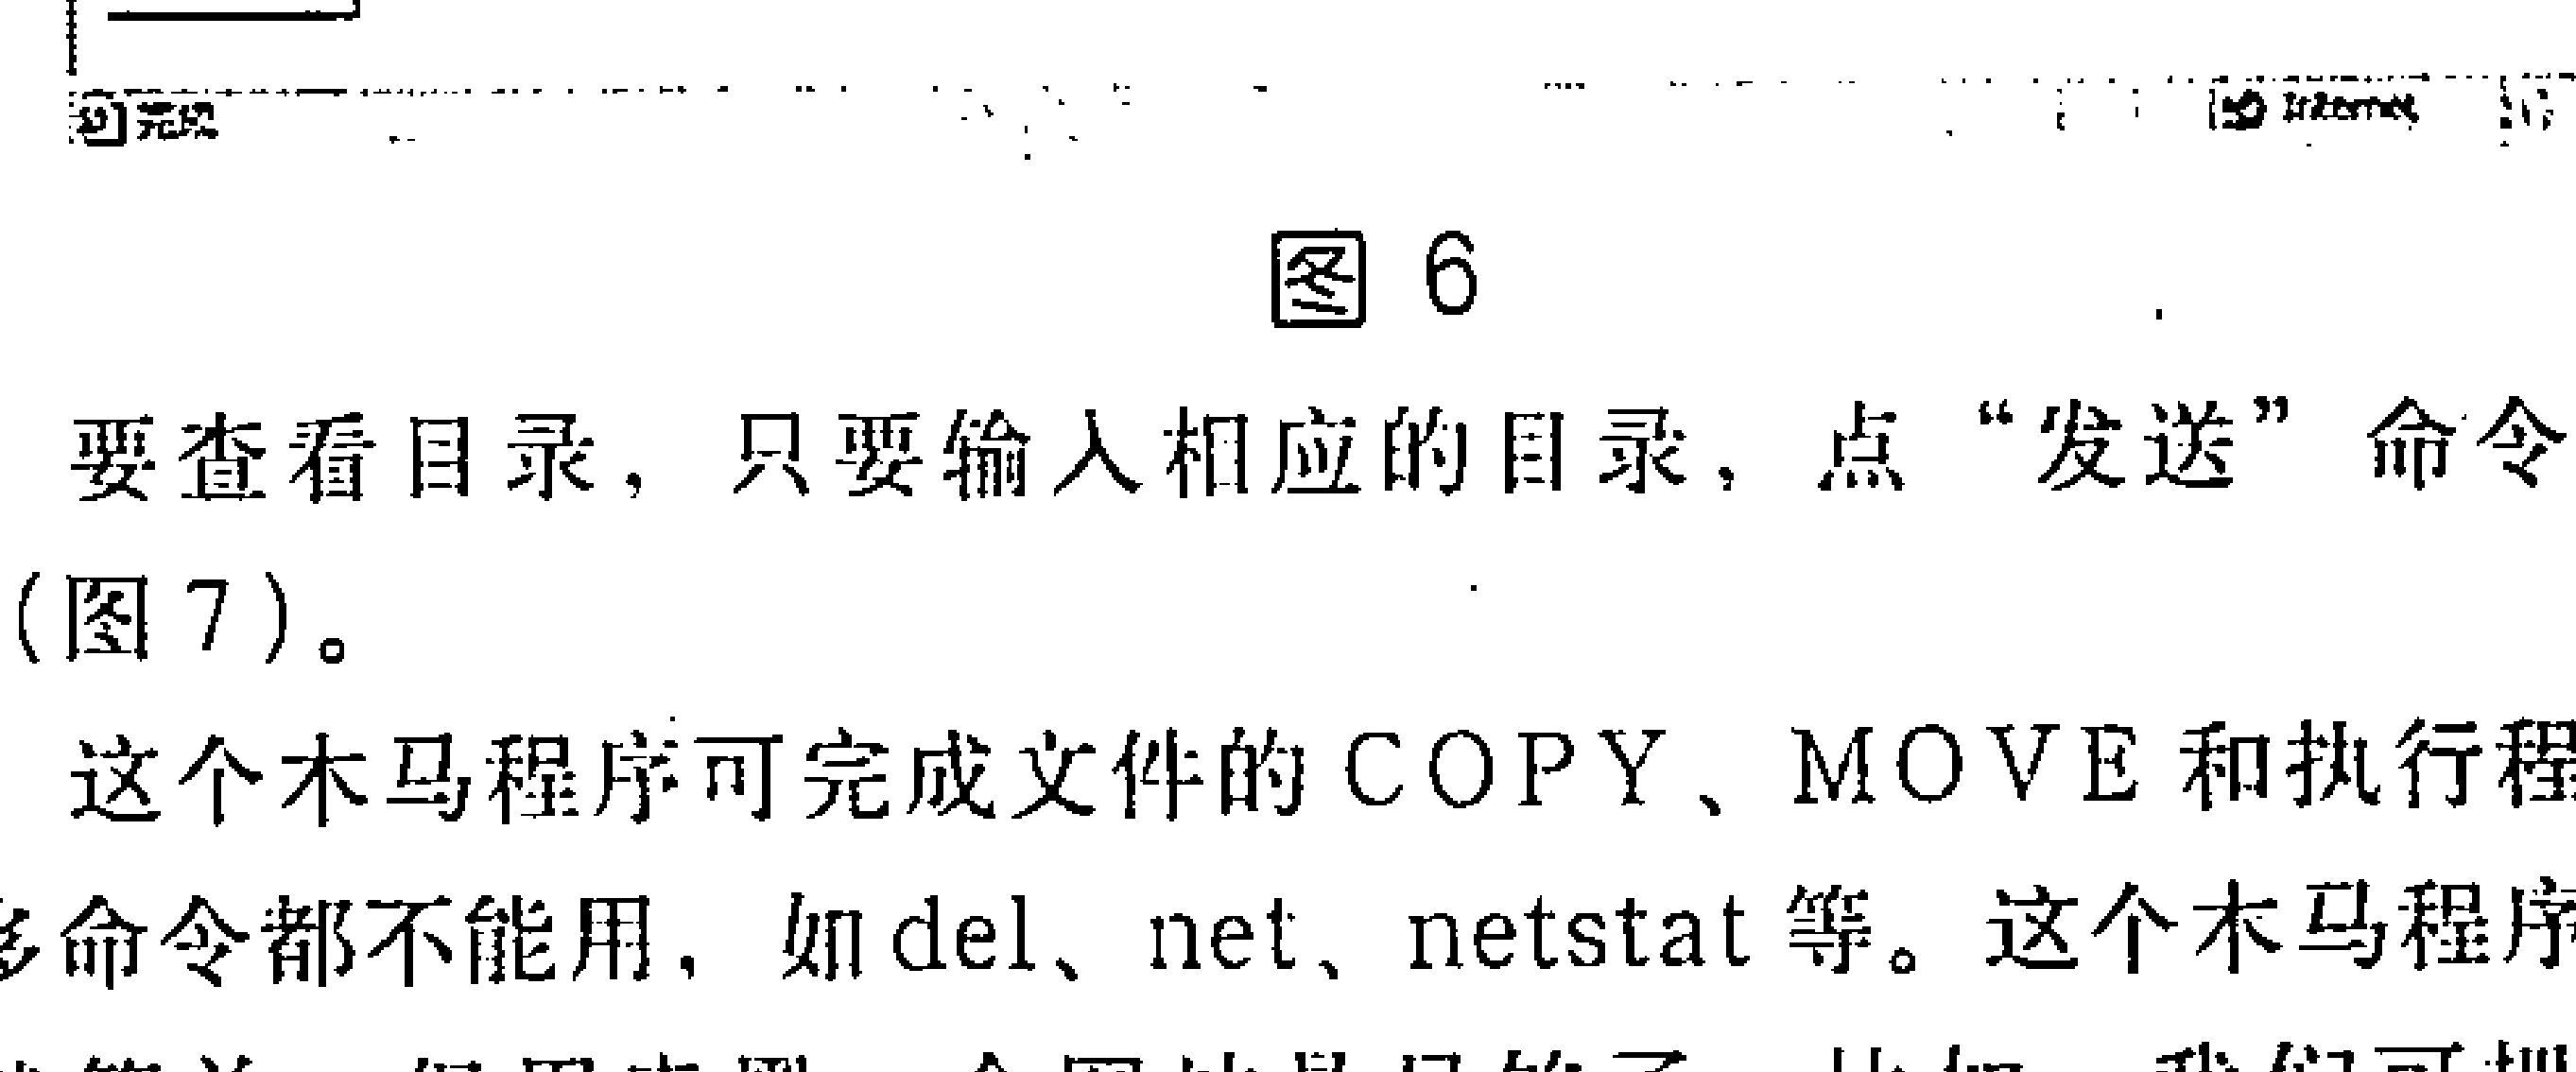 完成 Internet
图 6
要查看目录，只要输入相应的目录，点“发送”命令
（图 7）。
这个木马程序可完成文件的 COPY、MOVE 和执行程
多命令都不能用，如 del、net、netstat 等。这个木马程序